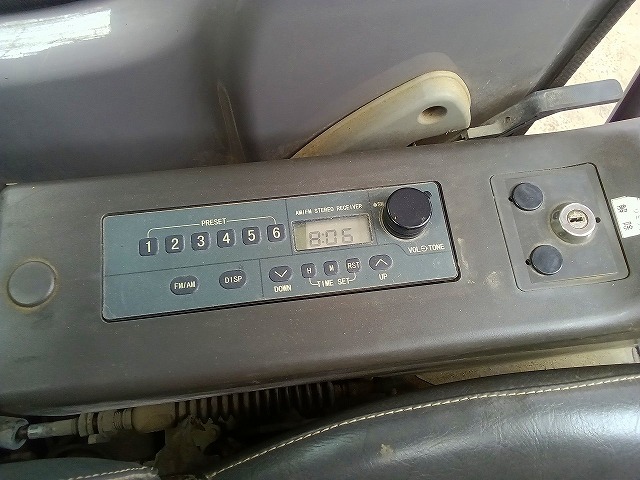 PRESET
1 2 3 4 5 6
AM/FM STEREO RECEIVER
8:05
VOL TONE
FM/AM
DISP
DOWN
H M RST
TIME SET
UP